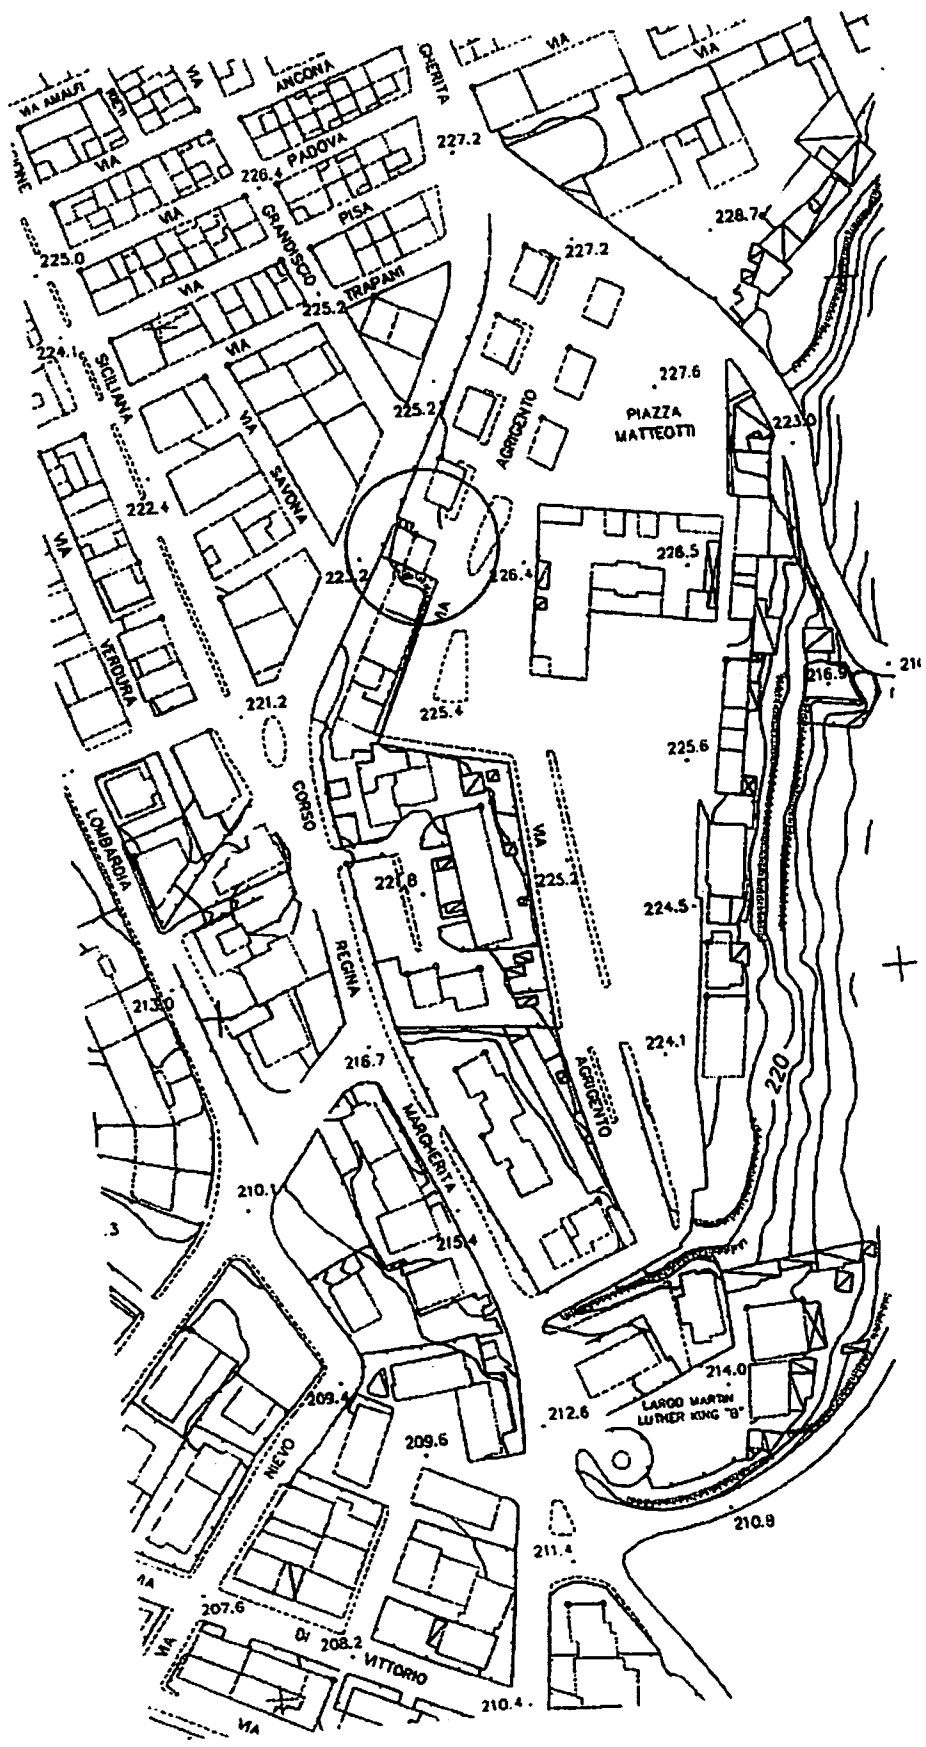 VIA
VIA
VIA AMALFI
RIETI
VIA
ANCONA
VIA
PADOVA
227.2
226.4
VIA
PISA
GRANDISCIO
228.7
225.0
TRAPANI
227.2
VIA
225.2
224.1
VIA
SICILIANA
227.6
225.2
AGRIGENTO
PIAZZA
MATTEOTTI
223.0
VIA
SAVONA
222.4
VIA
226.4
226.5
VIA
VERDURA
216.9
221.2
225.4
225.6
CORSO
LOMBARDIA
VIA
221.8
225.2
224.5
REGINA
213.0
216.7
224.1
AGRIGENTO
220
MARGHERITA
210.1
215.4
214.0
209.4
LARGO MARTIN
LUTHER KING "B"
212.6
209.6
NIEVO
210.9
211.4
207.6
DI
208.2
VITTORIO
VIA
210.4
VIA